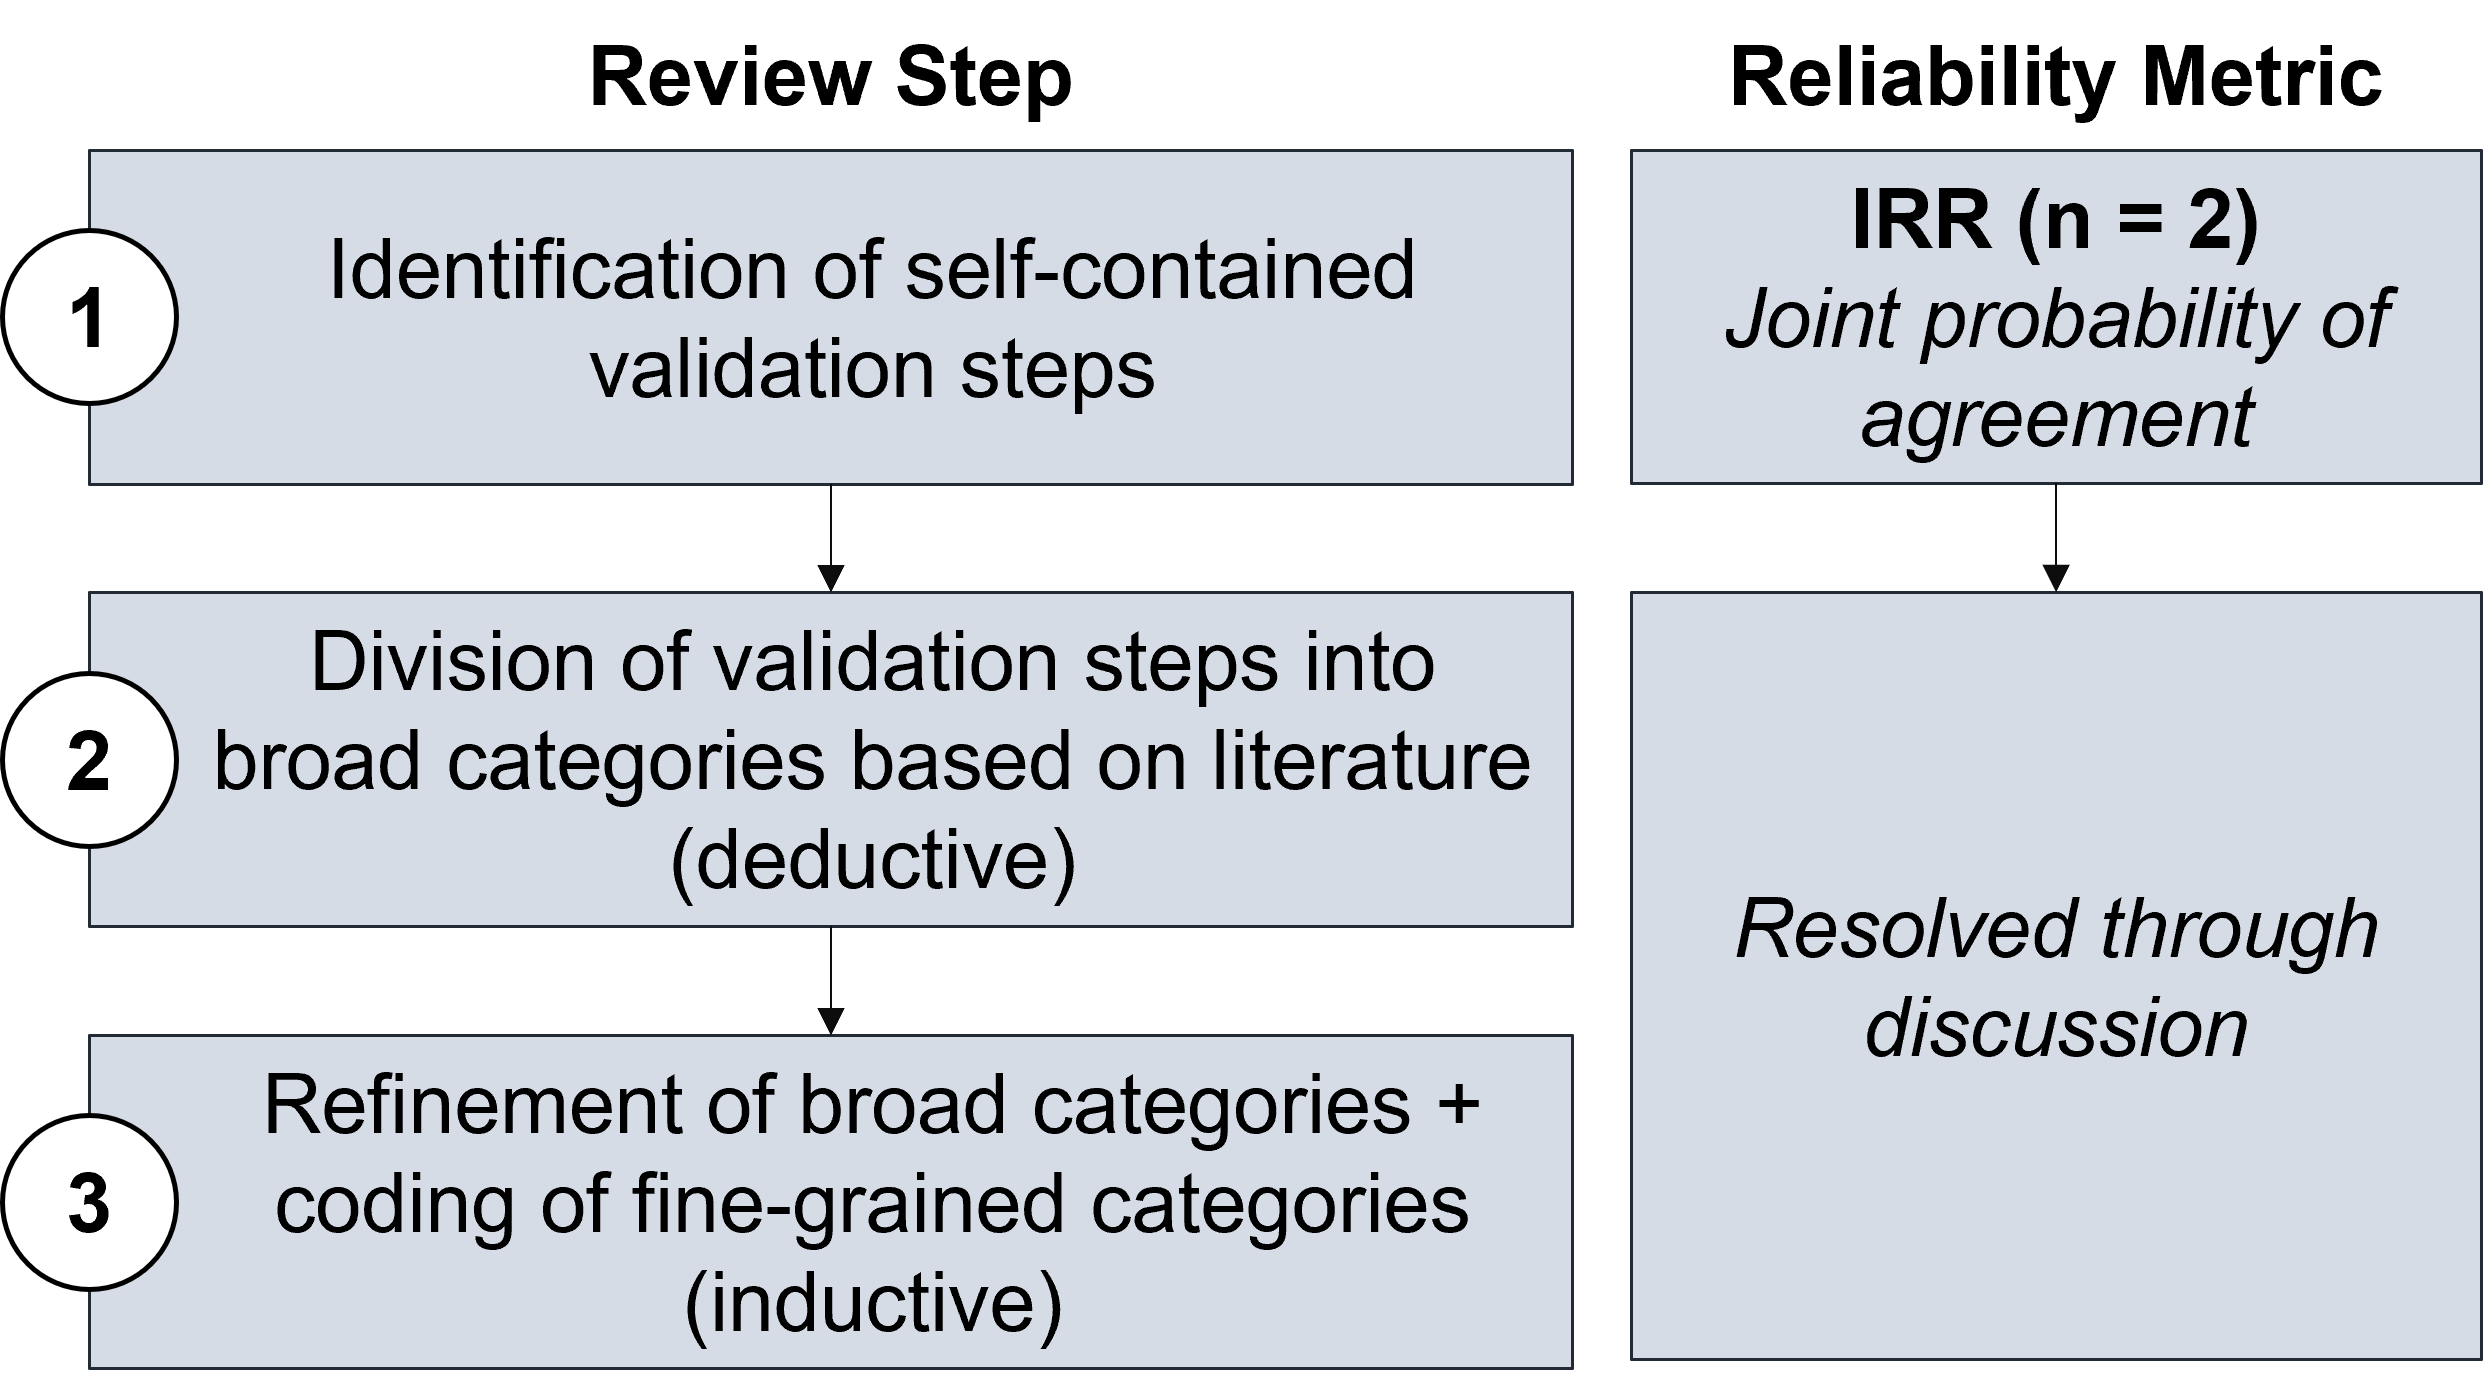 Review Step
Reliability Metric
1
Identification of self-contained
validation steps
IRR (n = 2)
Joint probability of
agreement
2
Division of validation steps into
broad categories based on literature
(deductive)
3
Refinement of broad categories +
coding of fine-grained categories
(inductive)
Resolved through
discussion